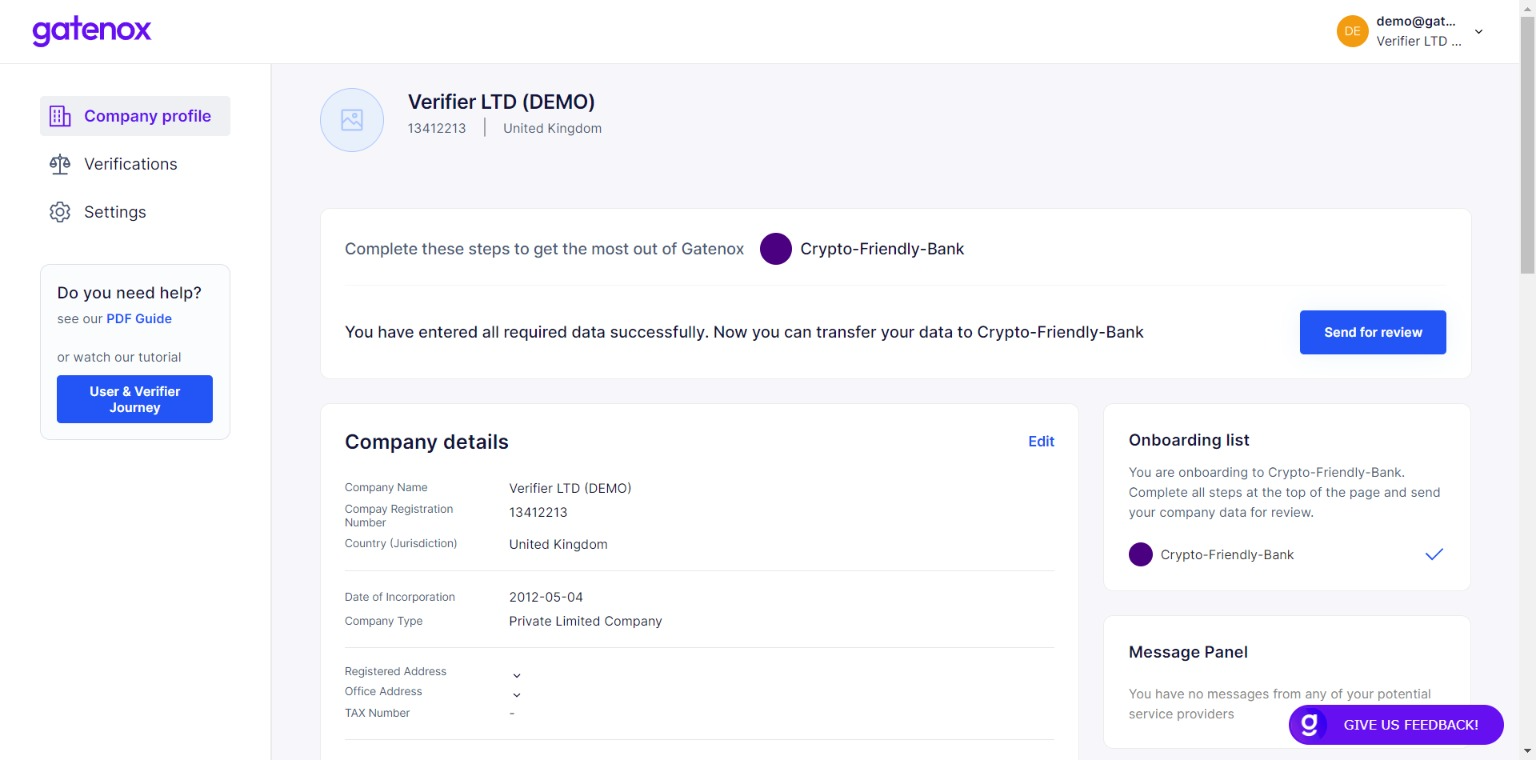 gatenox
DE
demo@gat...
Verifier LTD ...
Company profile
Verifications
Settings
Do you need help?
see our PDF Guide
or watch our tutorial
User & Verifier
Journey
Verifier LTD (DEMO)
13412213 | United Kingdom
Complete these steps to get the most out of Gatenox Crypto-Friendly-Bank
You have entered all required data successfully. Now you can transfer your data to Crypto-Friendly-Bank
Send for review
Company details
Edit
Company Name Verifier LTD (DEMO)
Compay Registration
Number
13412213
Country (Jurisdiction) United Kingdom
Date of Incorporation 2012-05-04
Company Type Private Limited Company
Registered Address
Office Address
TAX Number -
Onboarding list
You are onboarding to Crypto-Friendly-Bank.
Complete all steps at the top of the page and send
your company data for review.
Crypto-Friendly-Bank
Message Panel
You have no messages from any of your potential
service providers
g GIVE US FEEDBACK!